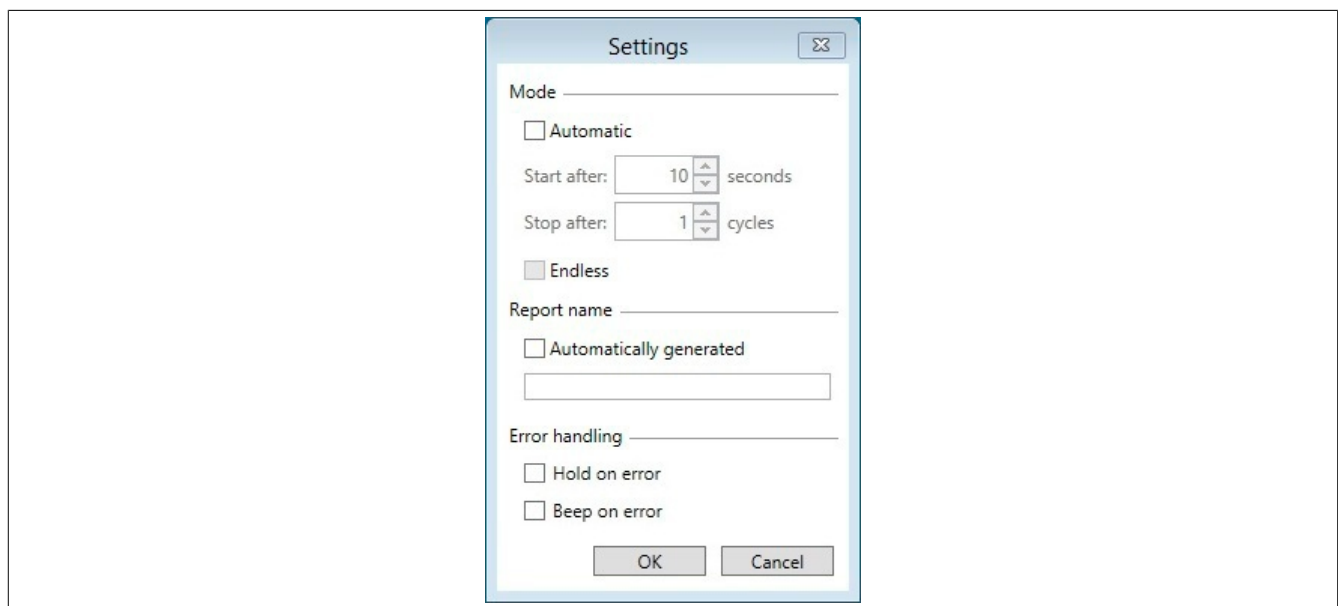 Settings
Mode
Automatic
Start after: 10 seconds
Stop after: 1 cycles
Endless
Report name
Automatically generated
Error handling
Hold on error
Beep on error
OK Cancel